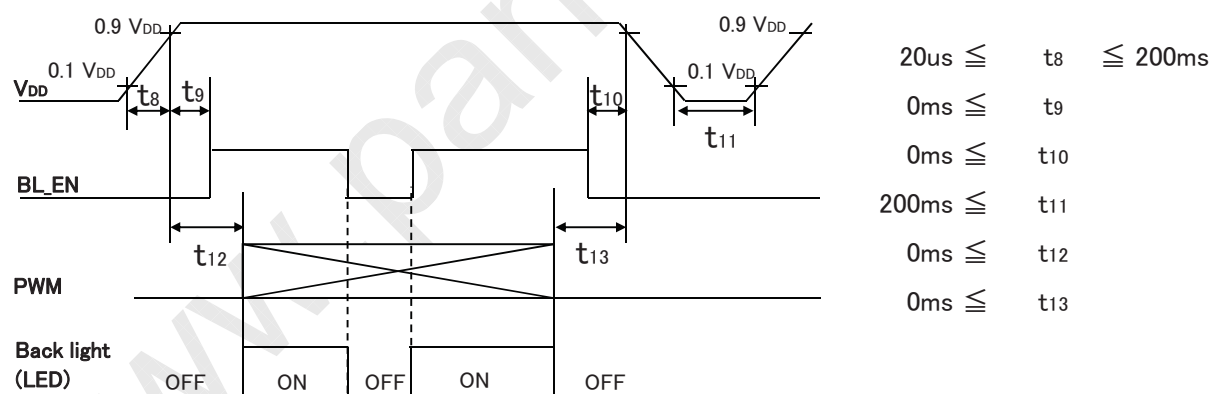 0.9 VDD
0.9 VDD
0.1 VDD
0.1 VDD
VDD
t8
t9
t10
t11
BL_EN
t12
t13
PWM
Back light
(LED)
OFF
ON
OFF
ON
OFF
20us ≦ t8 ≦ 200ms
0ms ≦ t9
0ms ≦ t10
200ms ≦ t11
0ms ≦ t12
0ms ≦ t13